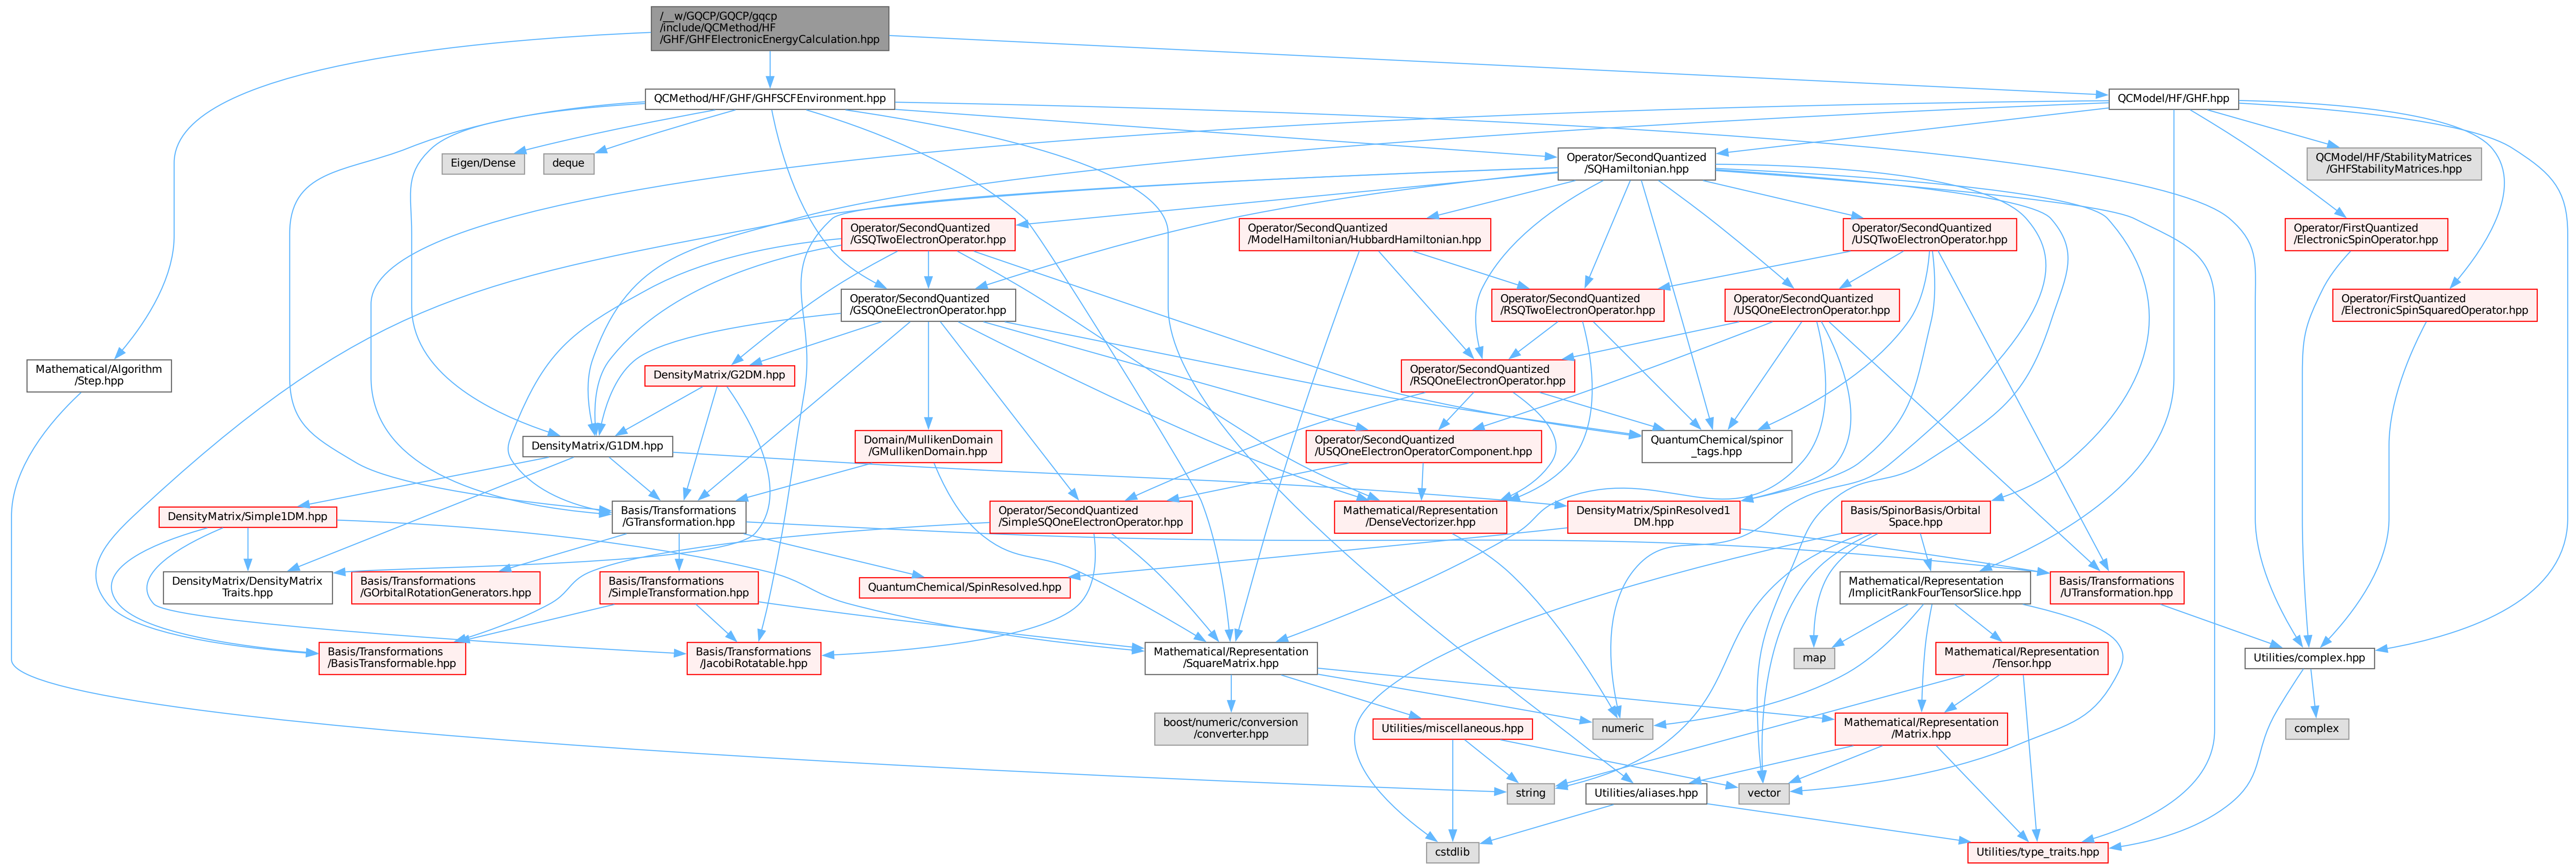 /__w/GQCP/GQCP/gqcp
/include/QCMethod/HF
/GHF/GHFElectronicEnergyCalculation.hpp
QCMethod/HF/GHF/GHFSCFEnvironment.hpp
QCModel/HF/GHF.hpp
Eigen/Dense
deque
Operator/SecondQuantized
/SQHamiltonian.hpp
QCModel/HF/StabilityMatrices
/GHFStabilityMatrices.hpp
Operator/SecondQuantized
/GSQTwoElectronOperator.hpp
Operator/SecondQuantized
/ModelHamiltonian/HubbardHamiltonian.hpp
Operator/SecondQuantized
/USQTwoElectronOperator.hpp
Operator/FirstQuantized
/ElectronicSpinOperator.hpp
Operator/SecondQuantized
/GSQOneElectronOperator.hpp
Operator/SecondQuantized
/RSQTwoElectronOperator.hpp
Operator/SecondQuantized
/USQOneElectronOperator.hpp
Operator/FirstQuantized
/ElectronicSpinSquaredOperator.hpp
Mathematical/Algorithm
/Step.hpp
DensityMatrix/G2DM.hpp
Operator/SecondQuantized
/RSQOneElectronOperator.hpp
DensityMatrix/G1DM.hpp
Domain/MullikenDomain
/GMullikenDomain.hpp
Operator/SecondQuantized
/USQOneElectronOperatorComponent.hpp
QuantumChemical/spinor
_tags.hpp
DensityMatrix/Simple1DM.hpp
Basis/Transformations
/GTransformation.hpp
Operator/SecondQuantized
/SimpleSQOneElectronOperator.hpp
Mathematical/Representation
/DenseVectorizer.hpp
DensityMatrix/SpinResolved1
DM.hpp
Basis/SpinorBasis/Orbital
Space.hpp
DensityMatrix/DensityMatrix
Traits.hpp
Basis/Transformations
/GOrbitalRotationGenerators.hpp
Basis/Transformations
/SimpleTransformation.hpp
QuantumChemical/SpinResolved.hpp
Mathematical/Representation
/ImplicitRankFourTensorSlice.hpp
Basis/Transformations
/UTransformation.hpp
Basis/Transformations
/BasisTransformable.hpp
Basis/Transformations
/JacobiRotatable.hpp
Mathematical/Representation
/SquareMatrix.hpp
map
Mathematical/Representation
/Tensor.hpp
Utilities/complex.hpp
boost/numeric/conversion
/converter.hpp
Utilities/miscellaneous.hpp
numeric
Mathematical/Representation
/Matrix.hpp
complex
string
Utilities/aliases.hpp
vector
cstdlib
Utilities/type_traits.hpp